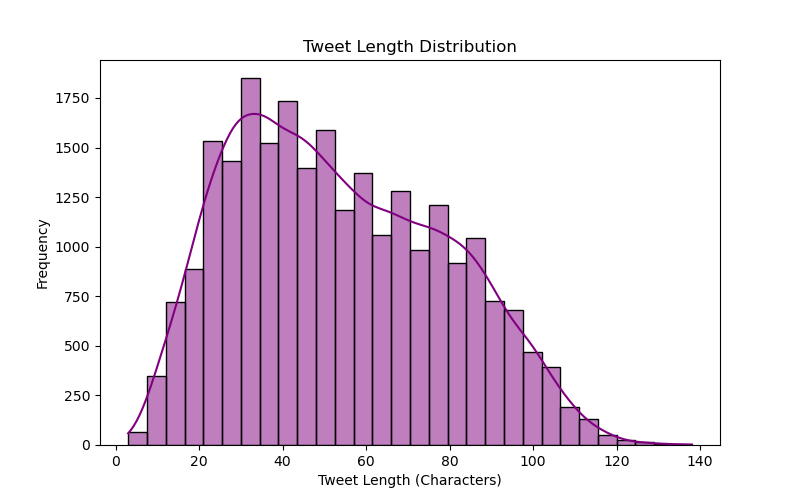 Tweet Length Distribution
Frequency
1750
1500
1250
1000
750
500
250
0
0 20 40 60 80 100 120 140
Tweet Length (Characters)